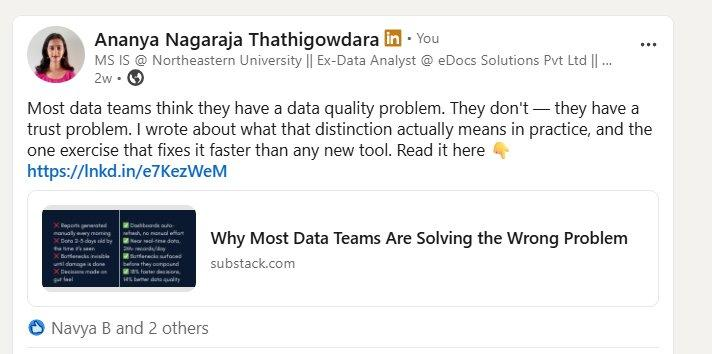 Ananya Nagaraja Thathigowdara in • You
MS IS @ Northeastern University || Ex-Data Analyst @ eDocs Solutions Pvt Ltd || ...
2w •
Most data teams think they have a data quality problem. They don't — they have a
trust problem. I wrote about what that distinction actually means in practice, and the
one exercise that fixes it faster than any new tool. Read it here 👇
https://lnkd.in/e7KezWeM
Reports generated
manually every morning
Data 2-5 days old by
the time it's seen
Bottlenecks invisible
until damage is done
Decisions made on
gut feel
Dashboards auto-
refresh, no manual effort
Near real-time data,
records/day
Bottlenecks surfaced
before they compound
18% faster decisions,
14% better data quality
Why Most Data Teams Are Solving the Wrong Problem
substack.com
Navya B and 2 others